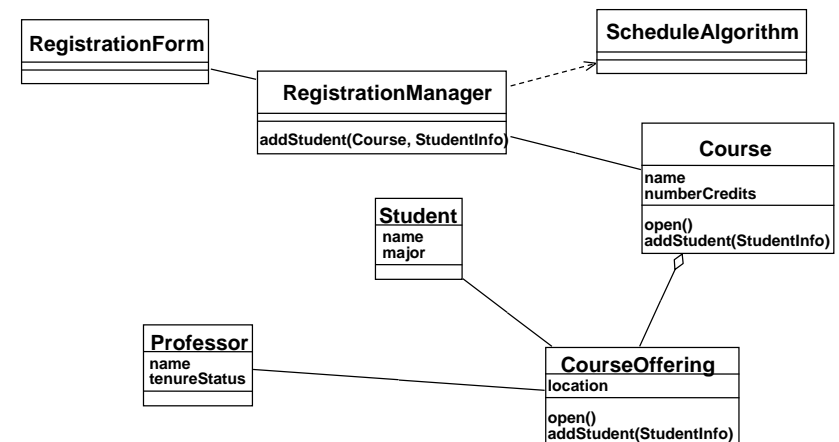 RegistrationForm
ScheduleAlgorithm
RegistrationManager
addStudent(Course, StudentInfo)
Course
name
numberCredits
open()
addStudent(StudentInfo)
Student
name
major
Professor
name
tenureStatus
CourseOffering
location
open()
addStudent(StudentInfo)